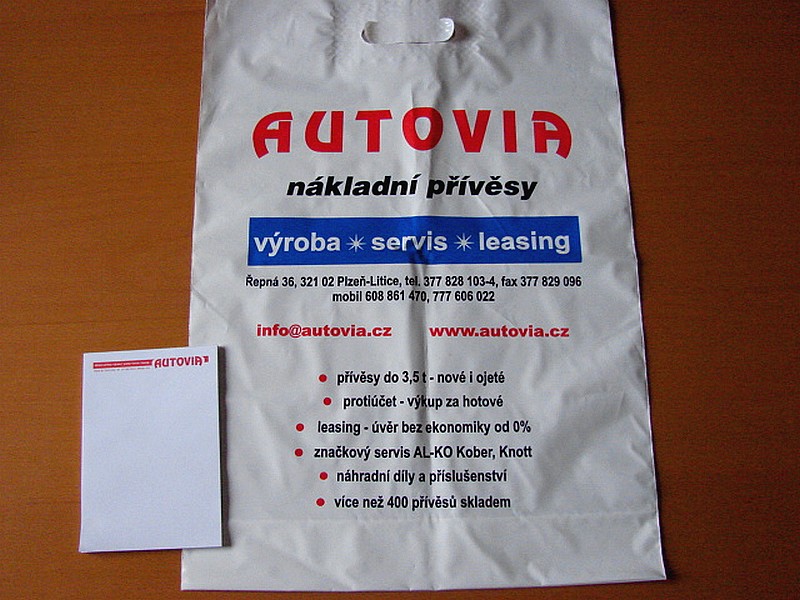 AUTOVIA
nákladní přívěsy
výroba ✳ servis ✳ leasing
Řepná 36, 321 02 Plzeň-Litice, tel. 377 828 103-4, fax 377 829 096
mobil 608 861 470, 777 606 022
info@autovia.cz www.autovia.cz
• přívěsy do 3,5 t - nové i ojeté
• protiúčet - výkup za hotové
• leasing - úvěr bez ekonomiky od 0%
• značkový servis AL-KO Kober, Knott
• náhradní díly a příslušenství
• více než 400 přívěsů skladem
AUTOVIA